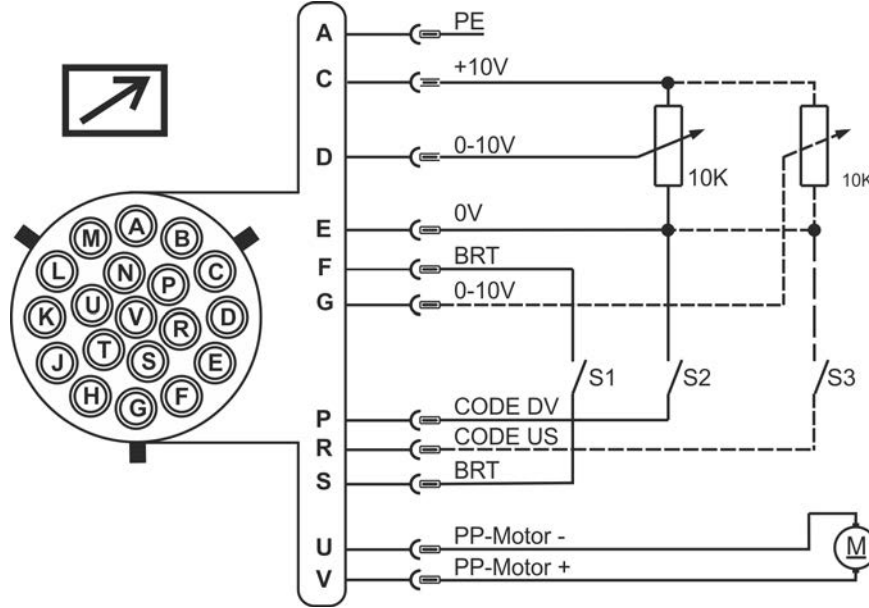 A PE
C +10V
D 0-10V
10K
10K
E 0V
F BRT
G 0-10V
S1
S2
S3
P CODE DV
R CODE US
S BRT
U PP-Motor -
V PP-Motor +
M
A
B
M
L
N
P
C
K
U
V
R
D
J
T
S
E
H
G
F